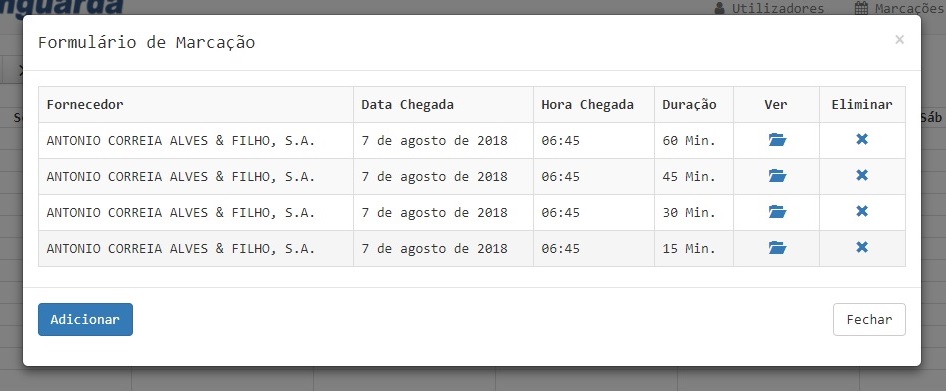 Utilizadores Marcações
Formulário de Marcação ×
Fornecedor Data Chegada Hora Chegada Duração Ver Eliminar
ANTONIO CORREIA ALVES & FILHO, S.A. 7 de agosto de 2018 06:45 60 Min.
ANTONIO CORREIA ALVES & FILHO, S.A. 7 de agosto de 2018 06:45 45 Min.
ANTONIO CORREIA ALVES & FILHO, S.A. 7 de agosto de 2018 06:45 30 Min.
ANTONIO CORREIA ALVES & FILHO, S.A. 7 de agosto de 2018 06:45 15 Min.
Sáb
Adicionar Fechar